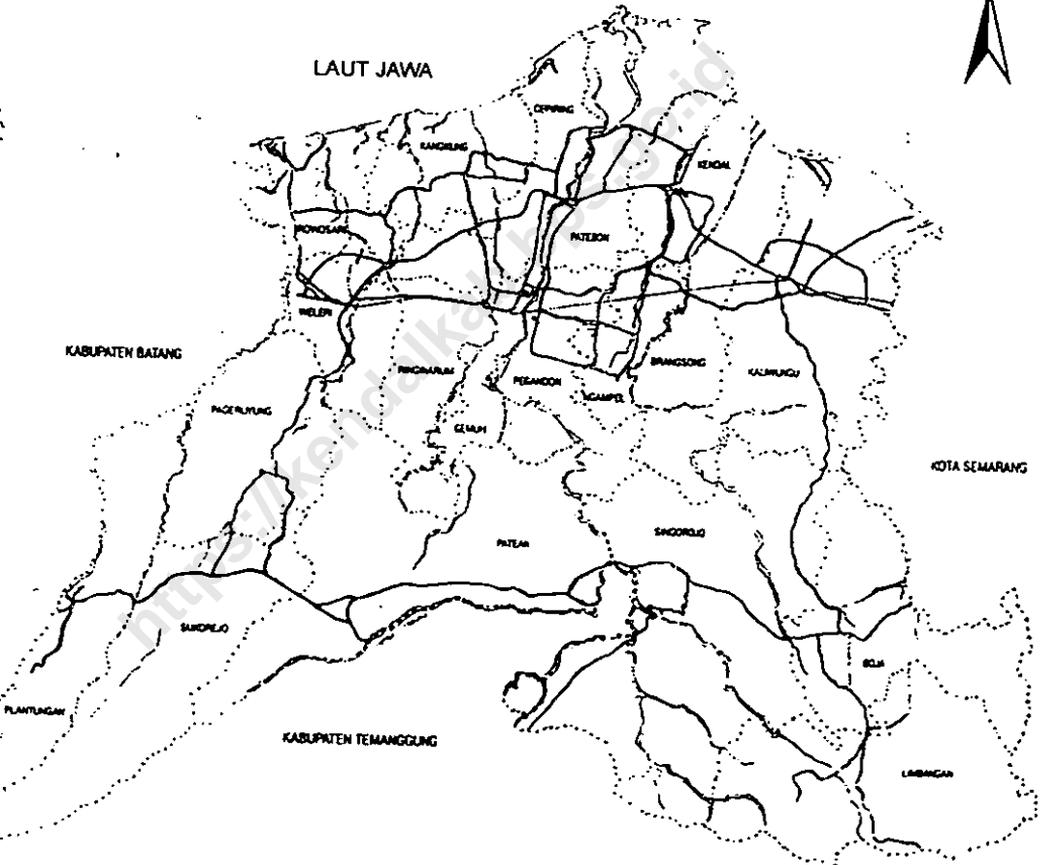 LAUT JAWA
CEPIRING
KANGKUNG
KENDAL
ROWOSARI
PATEBON
WELERI
KABUPATEN BATANG
BRANGSONG
RINGINARUM
PEGANDON
KALIWUNGU
NGAMPEL
PAGERUYUNG
GEMUH
KOTA SEMARANG
SINGOROJO
PATEAN
SUKOREJO
BOJA
PLANTUNGAN
KABUPATEN TEMANGGUNG
LIMBANGAN
https://kendalkab.bps.go.id